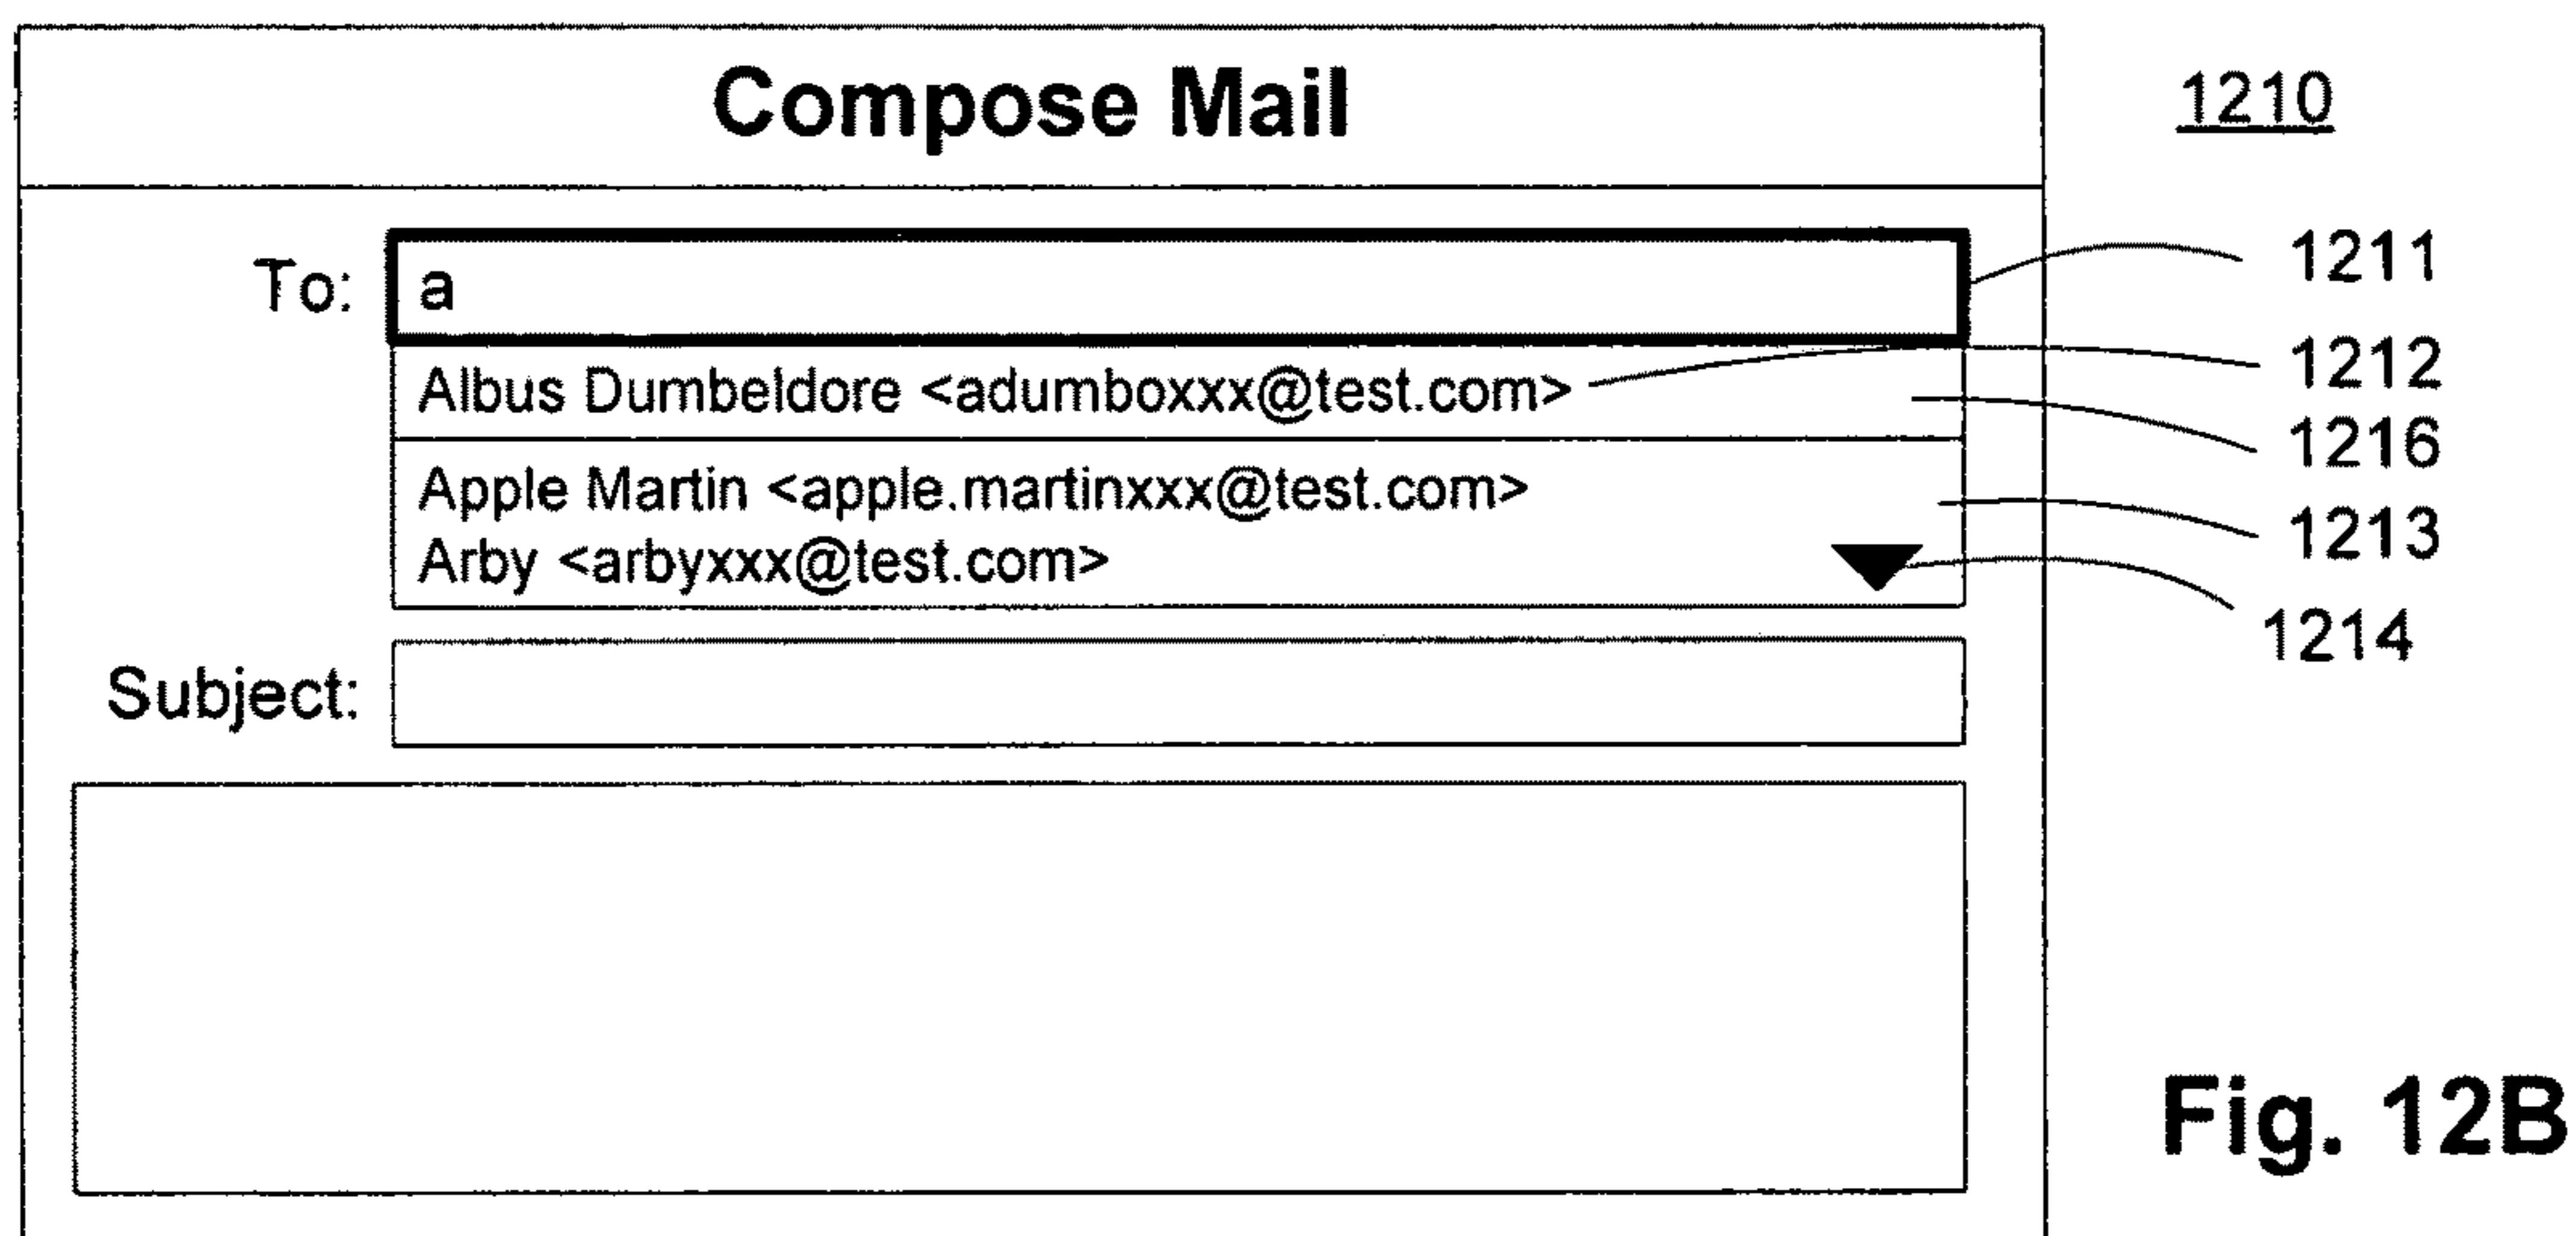 Compose Mail
1210
To: a
1211
Albus Dumbeldore <adumboxxx@test.com>
1212
1216
Apple Martin <apple.martinxxx@test.com>
1213
Arby <arbyxxx@test.com>
1214
Subject:
Fig. 12B